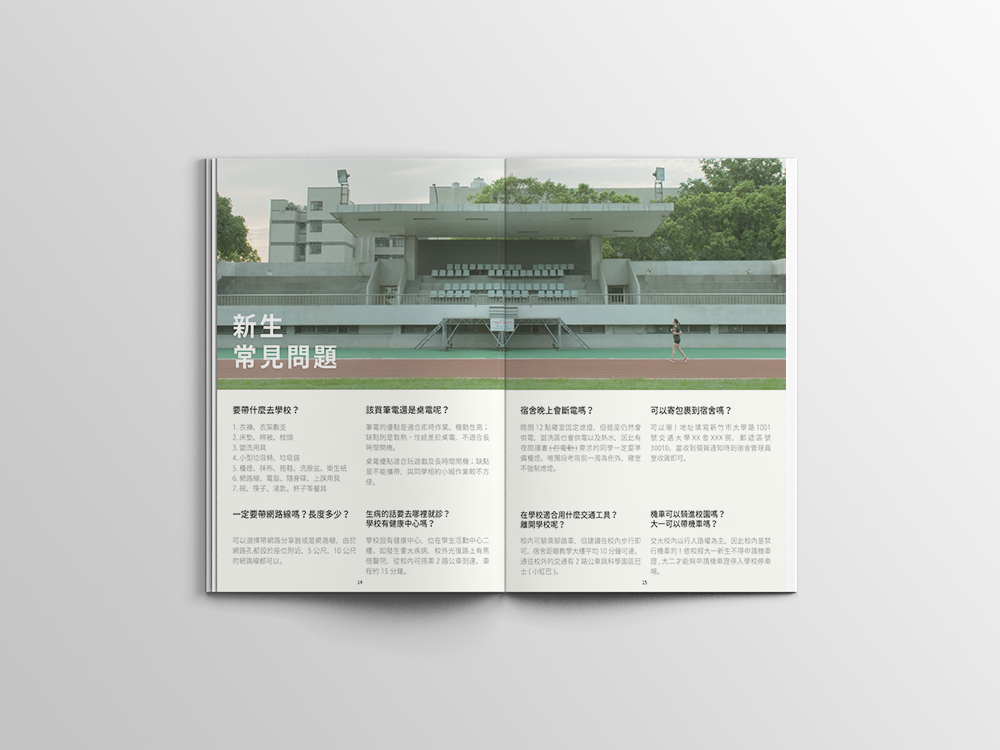 新生
常見問題
要帶什麼去學校？
1. 衣褲、衣架數支
2. 床墊、棉被、枕頭
3. 盥洗用具
4. 小型垃圾桶、垃圾袋
5. 檯燈、抹布、拖鞋、洗臉盆、衛生紙
6. 網路線、電腦、隨身碟、上課用具
7. 碗、筷子、湯匙、杯子等餐具
一定要帶網路線嗎？長度多少？
可以選擇帶網路分享器或是網路線，由於
網路孔都設於座位附近，5 公尺、10 公尺
的網路線都可以。
該買筆電還是桌電呢？
筆電的優點是適合即時作業、機動性高；
缺點則是散熱、性能差於桌電，不適合長
時間開機。
桌電優點適合玩遊戲及長時間開機；缺點
是不能攜帶，與同學相約小組作業較不方
便。
生病的話要去哪裡就診？
學校有健康中心嗎？
學校設有健康中心，位在學生活動中心二
樓。如發生重大疾病，校外光復路上有馬
偕醫院，從校內可搭乘 2 路公車到達，車
程約 15 分鐘。
14
宿舍晚上會斷電嗎？
晚間 12 點寢室固定熄燈，但插座仍然會
供電，盥洗區也會供電以及熱水，因此有
夜間讀書 ( 打電動 ) 需求的同學一定要準
備檯燈。唯獨段考周前一周為例外，寢室
不強制熄燈。
在學校適合用什麼交通工具？
離開學校呢？
校內可騎乘腳踏車，但建議在校內步行即
可，宿舍距離教學大樓平均 10 分鐘可達，
通往校外的交通有 2 路公車與科學園區巴
士 ( 小紅巴 )。
可以寄包裹到宿舍嗎？
可以喔！地址填寫新竹市大學路 1001
號交通大學 XX 舍 XXX 房，郵遞區號
30010。當收到領貨通知時到宿舍管理員
室收貨即可。
機車可以騎進校園嗎？
大一可以帶機車嗎？
交大校內以行人路權為主，因此校內是禁
行機車的！依校規大一新生不得申請機車
證，大二才能夠申請機車證停入學校停車
場。
15